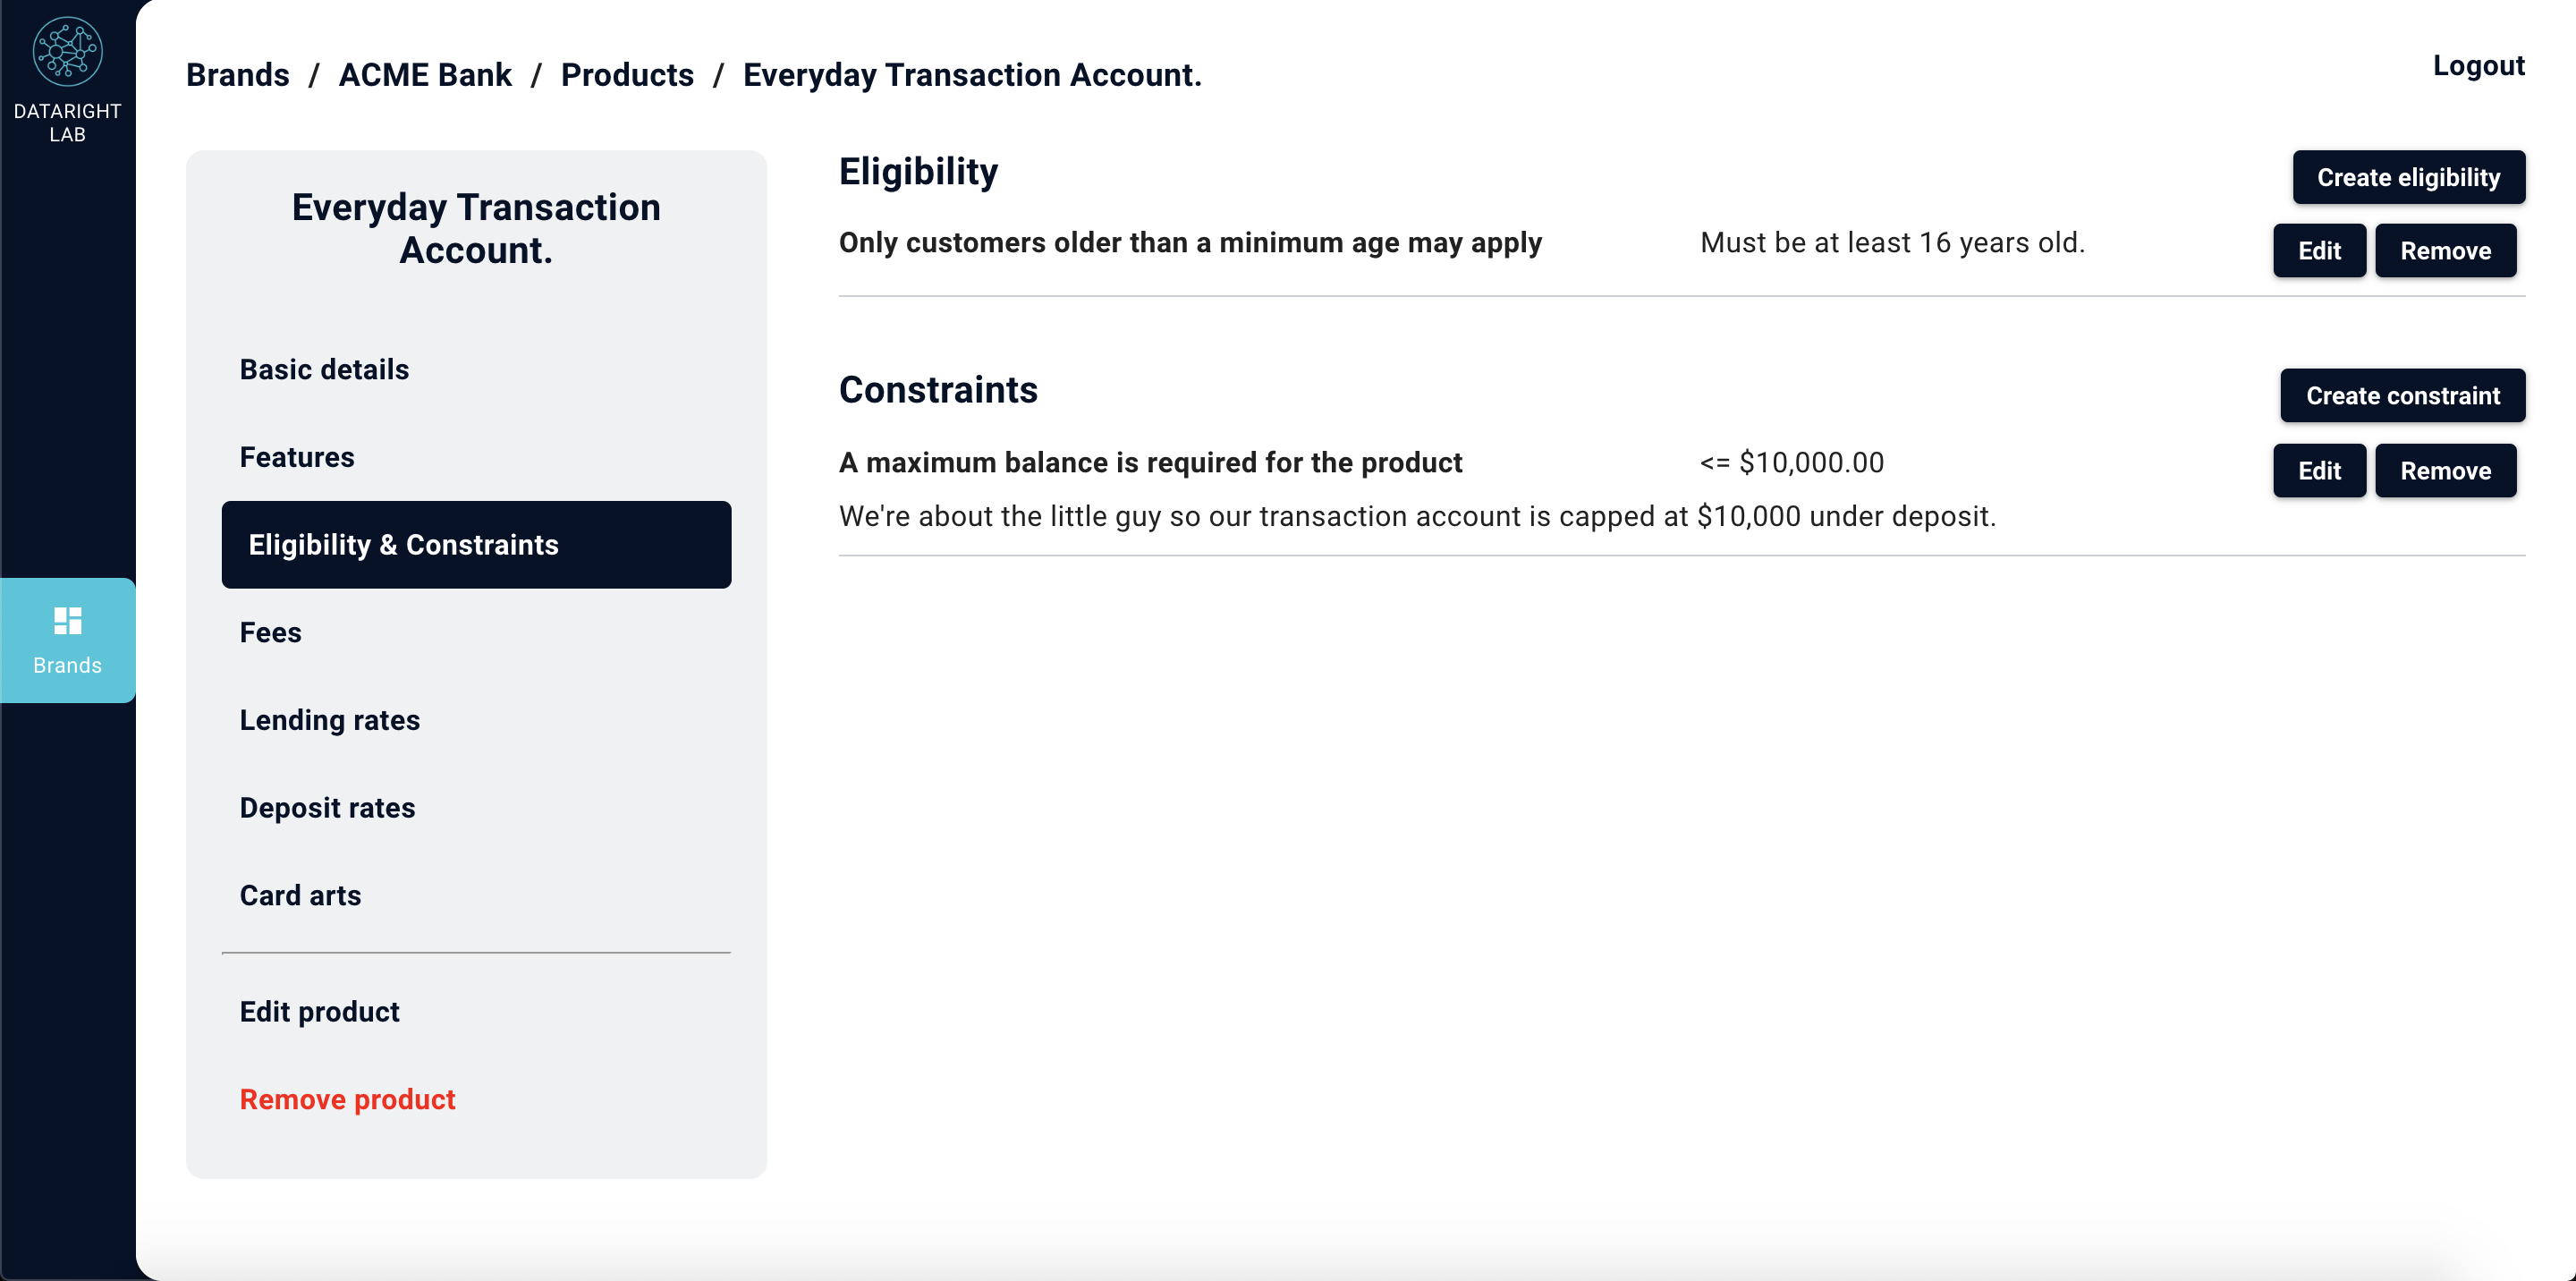 DATARIGHT
LAB
Brands
Brands / ACME Bank / Products / Everyday Transaction Account.
Logout
Everyday Transaction
Account.
Basic details
Features
Eligibility & Constraints
Fees
Lending rates
Deposit rates
Card arts
Edit product
Remove product
Eligibility
Create eligibility
Only customers older than a minimum age may apply Must be at least 16 years old. Edit Remove
Constraints
Create constraint
A maximum balance is required for the product <= $10,000.00 Edit Remove
We're about the little guy so our transaction account is capped at $10,000 under deposit.